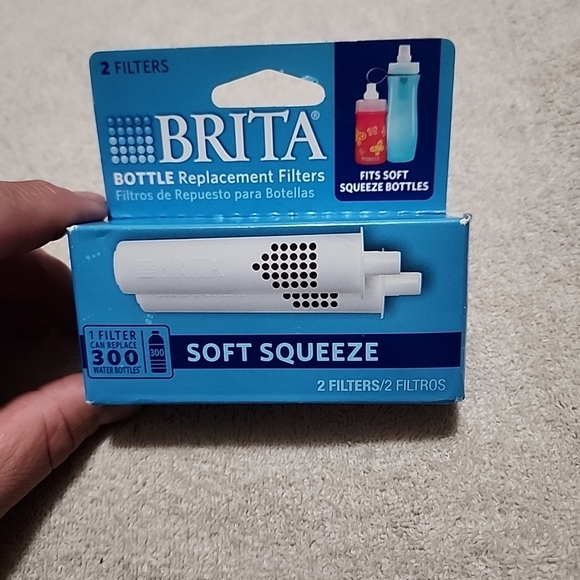 2 FILTERS
BRITA®
BOTTLE Replacement Filters
Filtros de Repuesto para Botellas
FITS SOFT
SQUEEZE BOTTLES
BRITA
1 FILTER
CAN REPLACE
300
WATER BOTTLES*
300
SOFT SQUEEZE
2 FILTERS/2 FILTROS